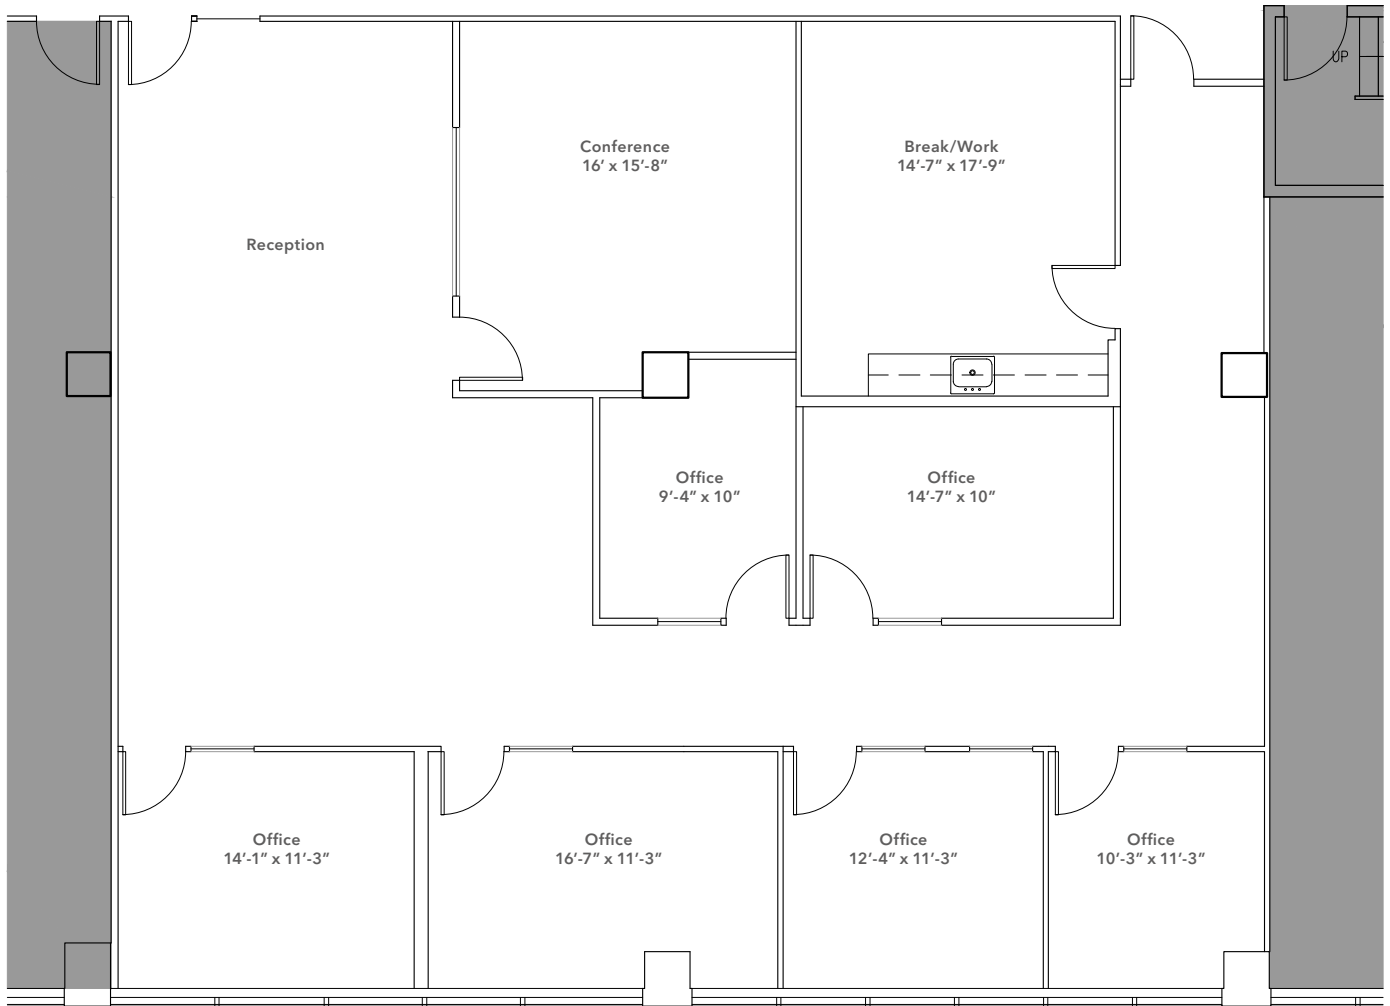 UP
Conference
16’ x 15’-8”
Break/Work
14’-7” x 17’-9”
Reception
Office
9’-4” x 10”
Office
14’-7” x 10”
Office
14’-1” x 11’-3”
Office
16’-7” x 11’-3”
Office
12’-4” x 11’-3”
Office
10’-3” x 11’-3”